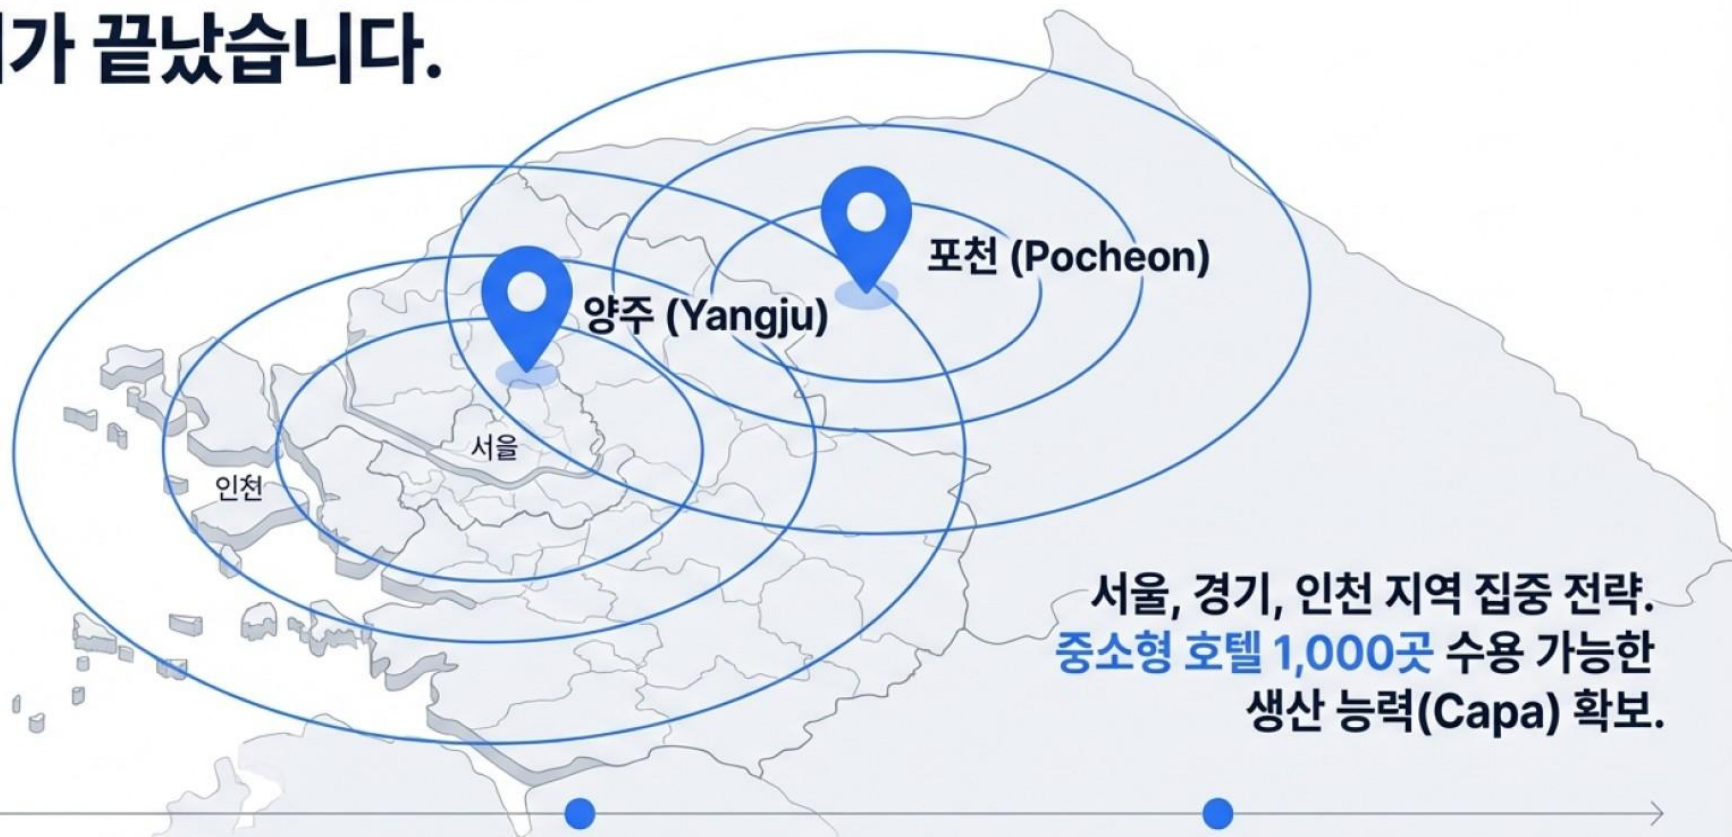 가 끝났습니다.
포천 (Pocheon)
양주 (Yangju)
서울
인천
서울, 경기, 인천 지역 집중 전략.
중소형 호텔 1,000곳 수용 가능한
생산 능력(Capa) 확보.